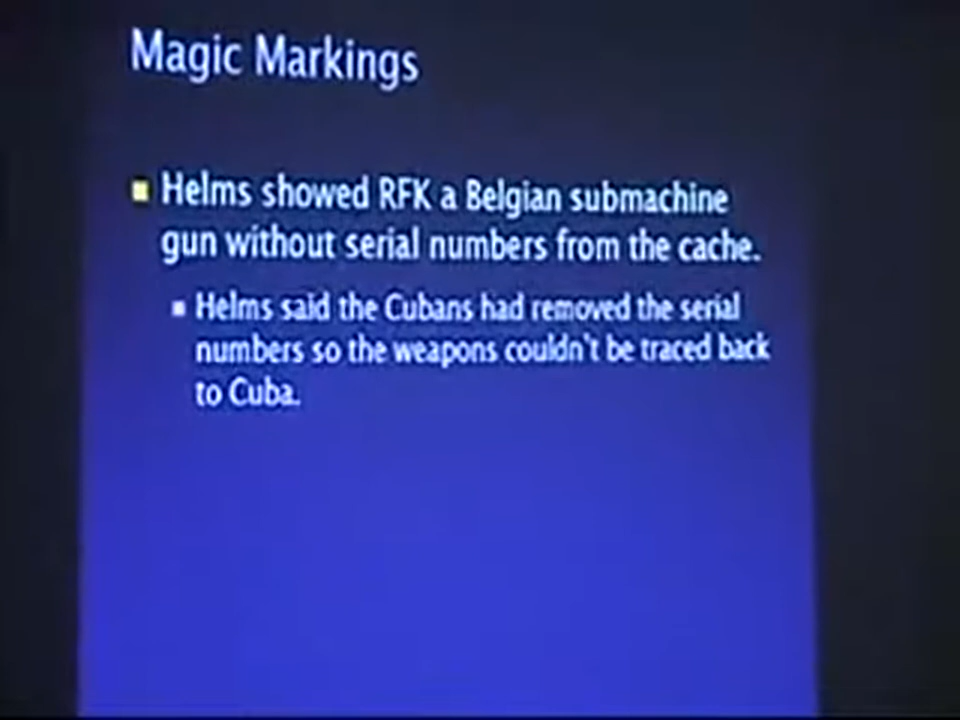 Magic Markings
Helms showed RFK a Belgian submachine
gun without serial numbers from the cache.
Helms said the Cubans had removed the serial
numbers so the weapons couldn't be traced back
to Cuba.